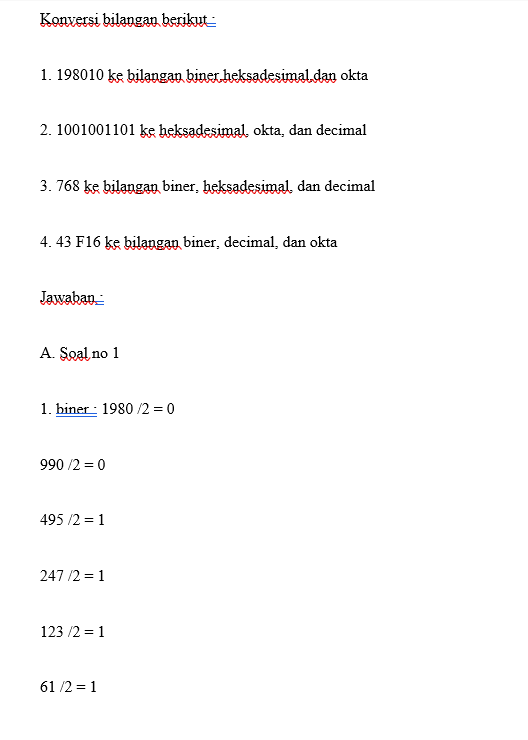 Konversi bilangan berikut :
1. 198010 ke bilangan biner,heksadesimal,dan okta
2. 1001001101 ke heksadesimal, okta, dan decimal
3. 768 ke bilangan biner, heksadesimal, dan decimal
4. 43 F16 ke bilangan biner, decimal, dan okta
Jawaban :
A. Soal no 1
1. biner : 1980 /2 = 0
990 /2 = 0
495 /2 = 1
247 /2 = 1
123 /2 = 1
61 /2 = 1